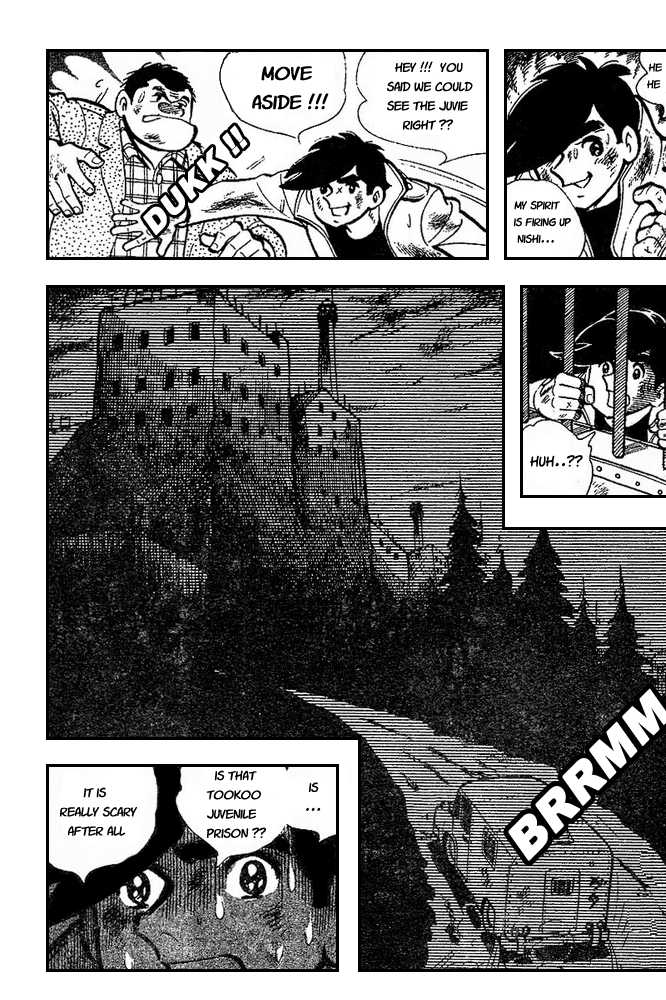 HEY !!! YOU
SAID WE COULD
SEE THE JUVIE
RIGHT ??
MOVE
ASIDE !!!
DUKK !!
HE
HE
MY SPIRIT
IS FIRING UP
NISHI...
HUH..??
BRRMM
IS
...
IS THAT
TOOKOO
JUVENILE
PRISON ??
IT IS
REALLY SCARY
AFTER ALL